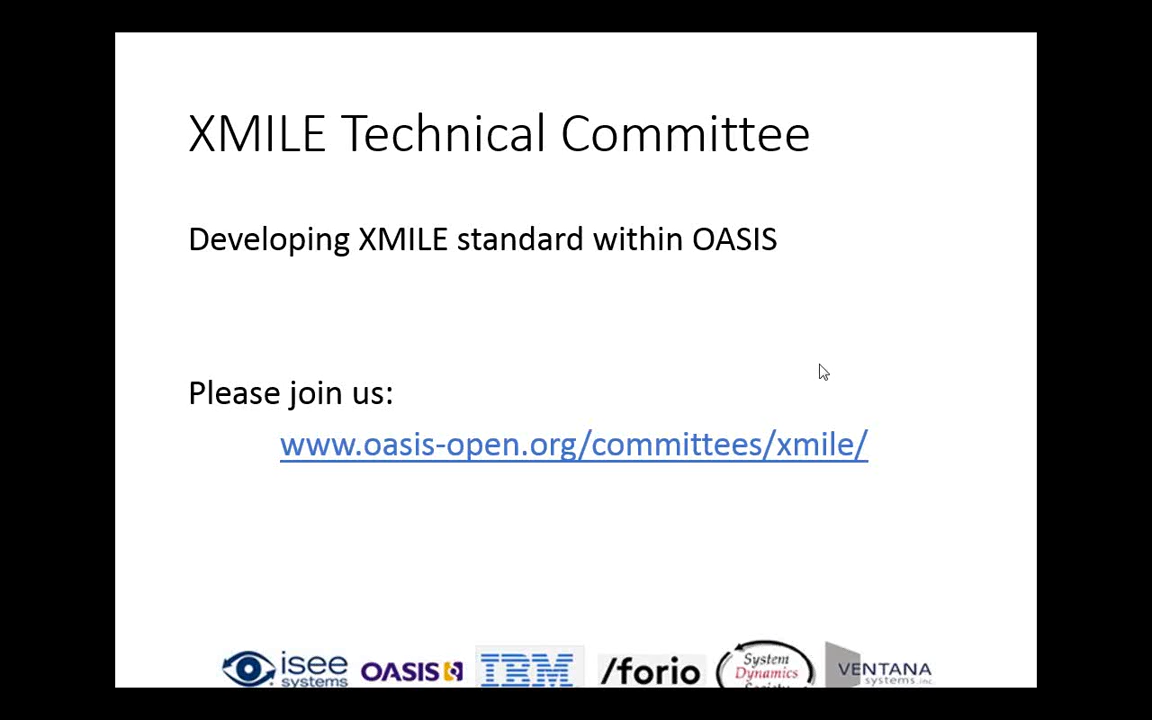 XMILE Technical Committee
Developing XMILE standard within OASIS
Please join us:
www.oasis-open.org/committees/xmile/
isee systems
OASIS
IBM
/forio
System Dynamics Society
VENTANA systems, inc.